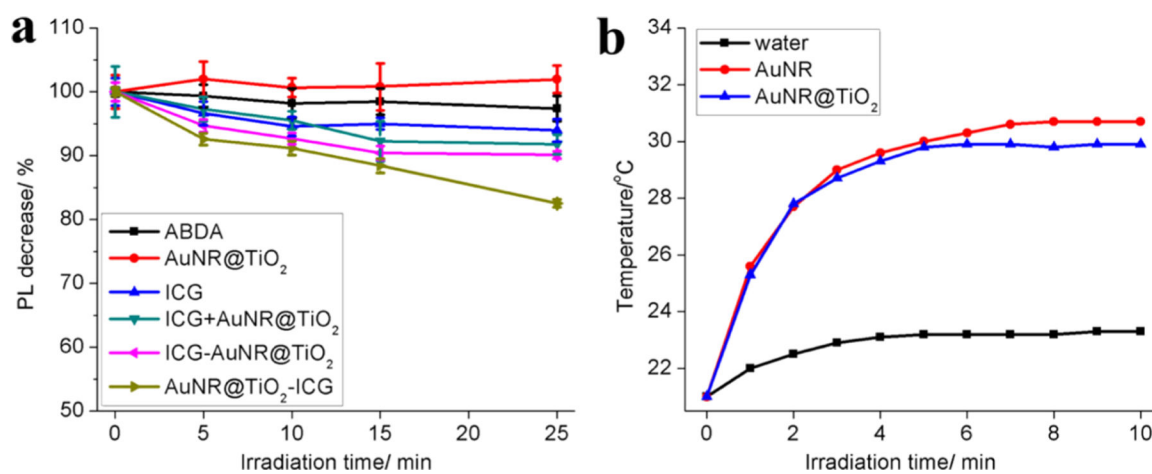 a
110
100
90
80
70
60
50
PL decrease/ %
ABDA
AuNR@TiO₂
ICG
ICG+AuNR@TiO₂
ICG-AuNR@TiO₂
AuNR@TiO₂-ICG
0 5 10 15 20 25
Irradiation time/ min
b
34
32
30
28
26
24
22
Temperature/°C
water
AuNR
AuNR@TiO₂
0 2 4 6 8 10
Irradiation time/ min